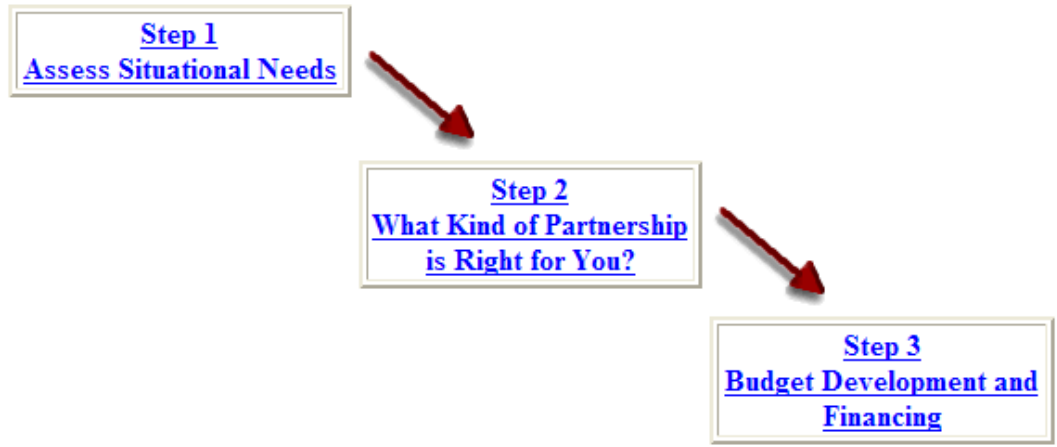 Step 1
Assess Situational Needs
Step 2
What Kind of Partnership
is Right for You?
Step 3
Budget Development and
Financing